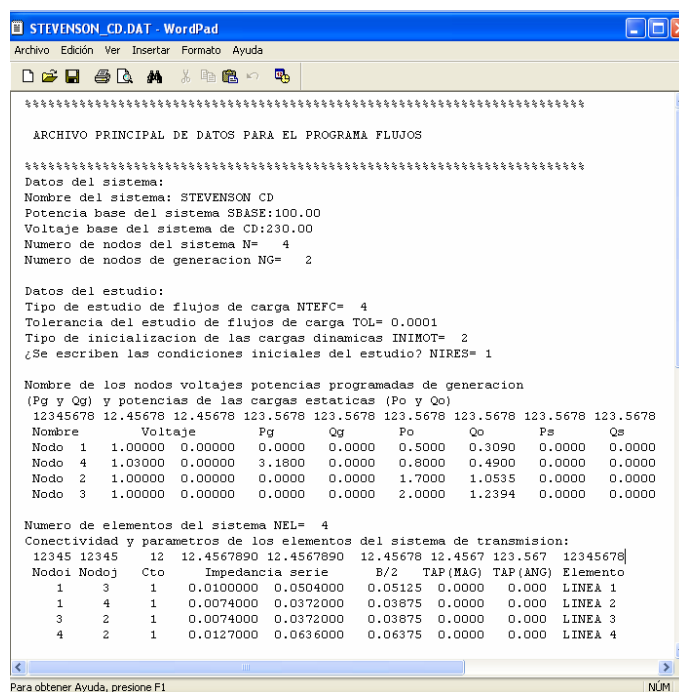 STEVENSON_CD.DAT - WordPad
Archivo Edición Ver Insertar Formato Ayuda
%%%%%%%%%%%%%%%%%%%%%%%%%%%%%%%%%%%%%%%%%%%%%%%%%%%%%%%%%%%%%%%%%%%%%%%%
ARCHIVO PRINCIPAL DE DATOS PARA EL PROGRAMA FLUJOS
%%%%%%%%%%%%%%%%%%%%%%%%%%%%%%%%%%%%%%%%%%%%%%%%%%%%%%%%%%%%%%%%%%%%%%%%
Datos del sistema:
Nombre del sistema: STEVENSON CD
Potencia base del sistema SBASE:100.00
Voltaje base del sistema de CD:230.00
Numero de nodos del sistema N= 4
Numero de nodos de generacion NG= 2
Datos del estudio:
Tipo de estudio de flujos de carga NTEFC= 4
Tolerancia del estudio de flujos de carga TOL= 0.0001
Tipo de inicializacion de las cargas dinamicas INIMOT= 2
¿Se escriben las condiciones iniciales del estudio? NIRES= 1
Nombre de los nodos voltajes potencias programadas de generacion
(Pg y Qg) y potencias de las cargas estaticas (Po y Qo)
12345678 12.45678 12.45678 123.5678 123.5678 123.5678 123.5678 123.5678 123.5678
Nombre Voltaje Pg Qg Po Qo Ps Qs
Nodo 1 1.00000 0.00000 0.0000 0.0000 0.5000 0.3090 0.0000 0.0000
Nodo 4 1.03000 0.00000 3.1800 0.0000 0.8000 0.4900 0.0000 0.0000
Nodo 2 1.00000 0.00000 0.0000 0.0000 1.7000 1.0535 0.0000 0.0000
Nodo 3 1.00000 0.00000 0.0000 0.0000 2.0000 1.2394 0.0000 0.0000
Numero de elementos del sistema NEL= 4
Conectividad y parametros de los elementos del sistema de transmision:
12345 12345 12 12.4567890 12.4567890 12.45678 12.4567 123.567 12345678
Nodoi Nodoj Cto Impedancia serie B/2 TAP(MAG) TAP(ANG) Elemento
1 3 1 0.0100000 0.0504000 0.05125 0.0000 0.000 LINEA 1
1 4 1 0.0074000 0.0372000 0.03875 0.0000 0.000 LINEA 2
3 2 1 0.0074000 0.0372000 0.03875 0.0000 0.000 LINEA 3
4 2 1 0.0127000 0.0636000 0.06375 0.0000 0.000 LINEA 4
Para obtener Ayuda, presione F1
NÚM